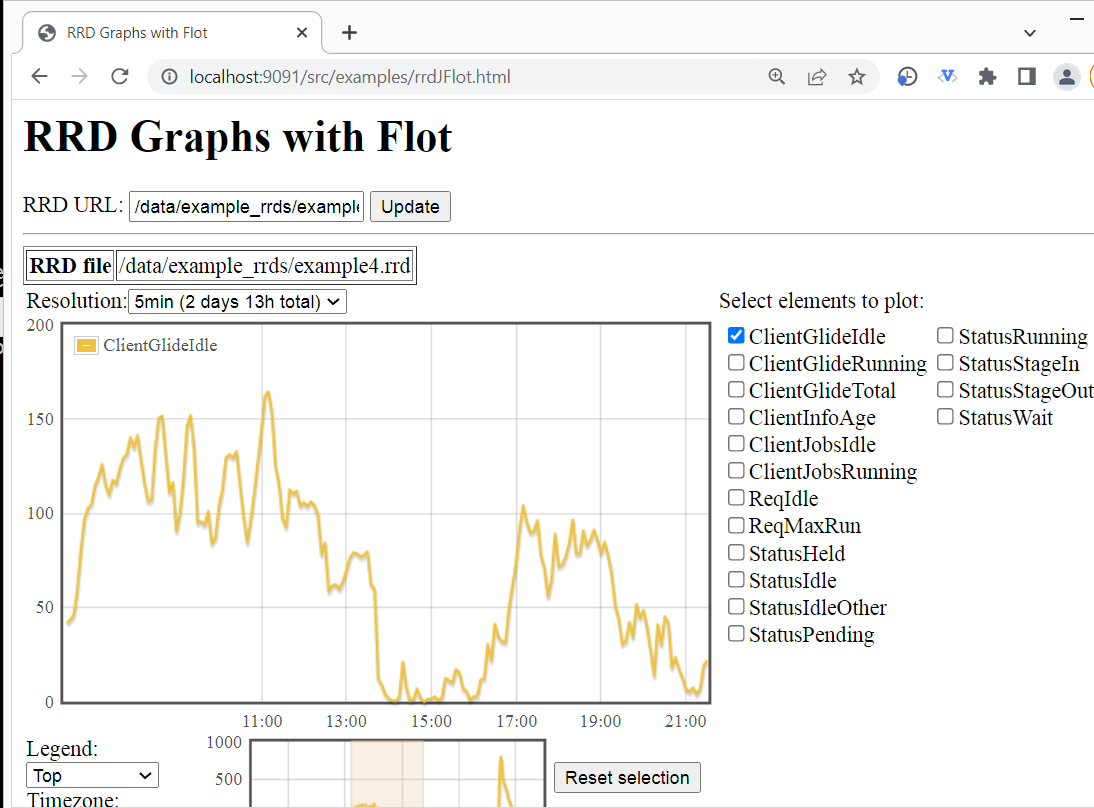 RRD Graphs with Flot
localhost:9091/src/examples/rrdJFlot.html
RRD Graphs with Flot
RRD URL: /data/example_rrds/example Update
RRD file /data/example_rrds/example4.rrd
Resolution: 5min (2 days 13h total)
200
150
100
50
0
ClientGlideIdle
11:00 13:00 15:00 17:00 19:00 21:00
Select elements to plot:
ClientGlideIdle
ClientGlideRunning
ClientGlideTotal
ClientInfoAge
ClientJobsIdle
ClientJobsRunning
ReqIdle
ReqMaxRun
StatusHeld
StatusIdle
StatusIdleOther
StatusPending
StatusRunning
StatusStageIn
StatusStageOut
StatusWait
Legend:
Top
Timezone:
1000
500
Reset selection